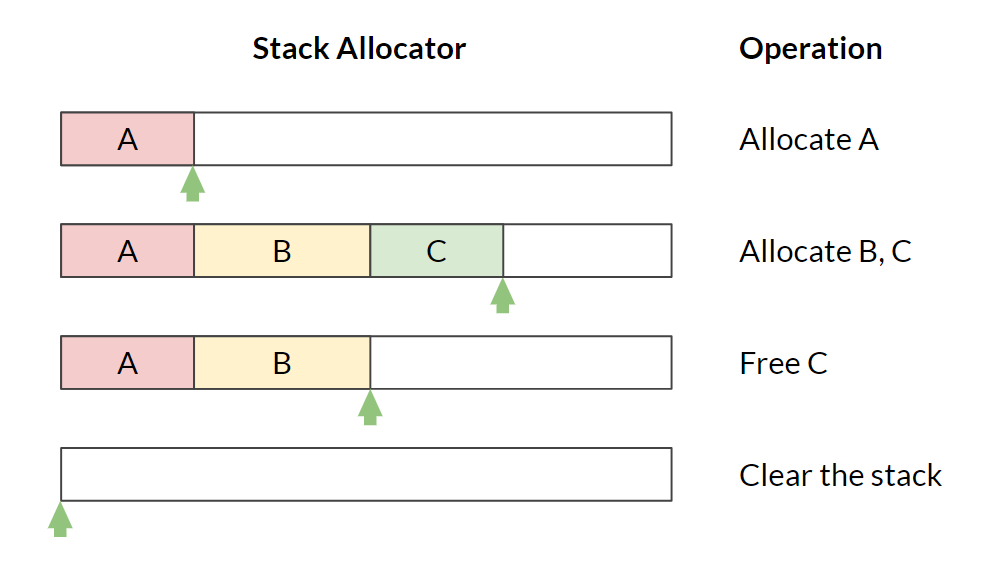 Stack Allocator Operation
A Allocate A
A B C Allocate B, C
A B Free C
Clear the stack